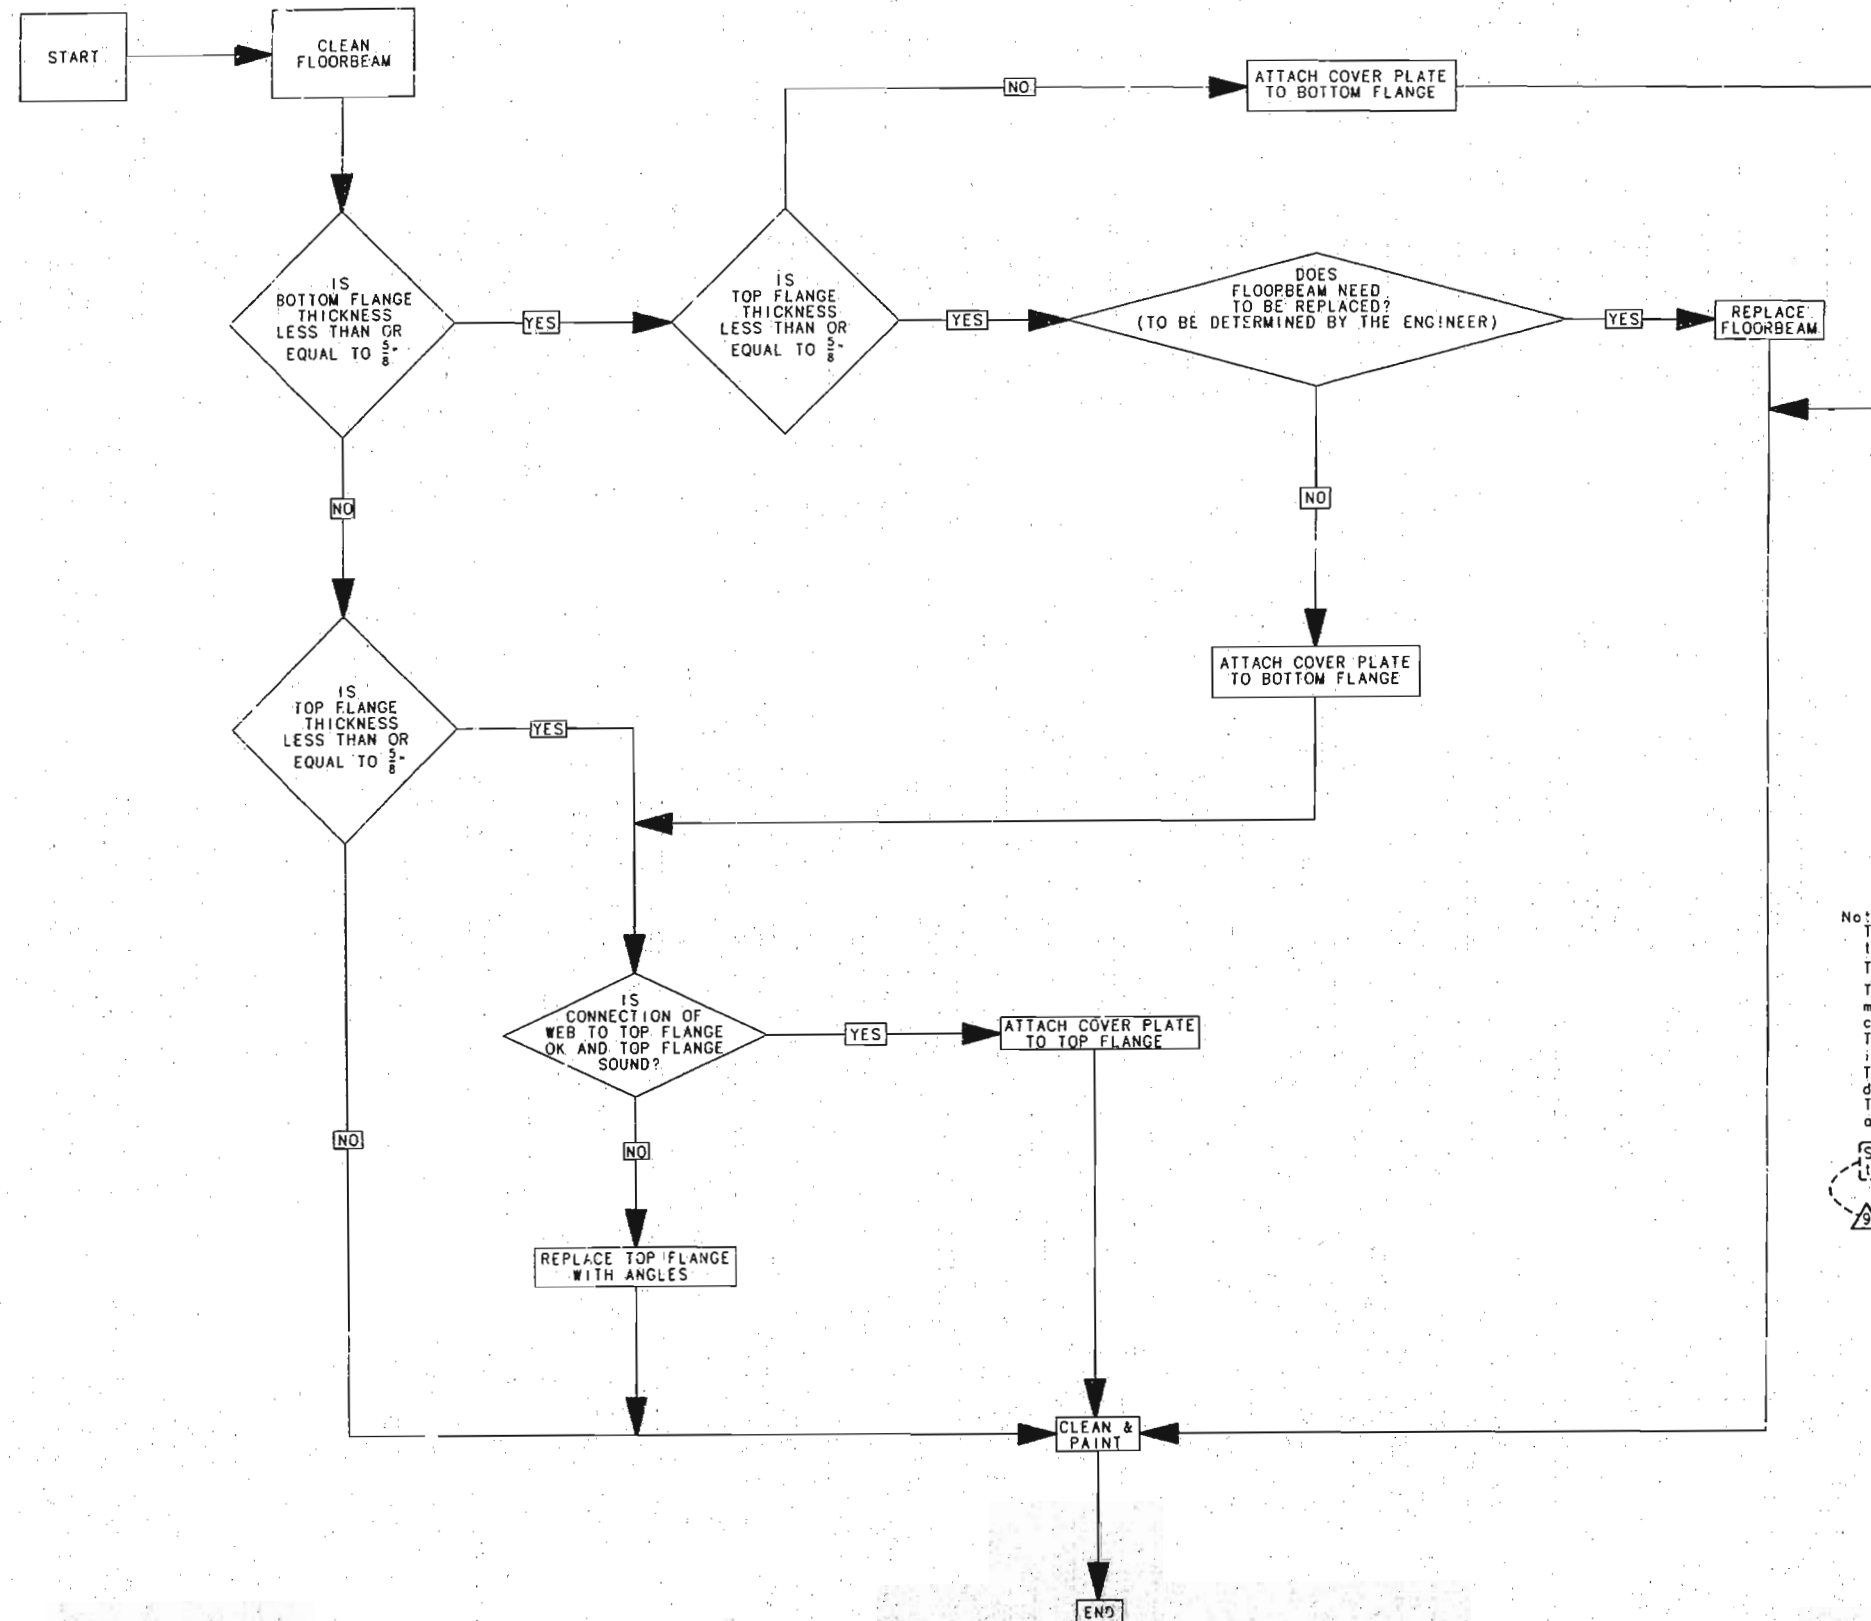 START
CLEAN
FLOORBEAM
NO
ATTACH COVER PLATE
TO BOTTOM FLANGE
IS
BOTTOM FLANGE
THICKNESS
LESS THAN OR
EQUAL TO 5/8"
YES
IS
TOP FLANGE
THICKNESS
LESS THAN OR
EQUAL TO 5/8"
YES
DOES
FLOORBEAM NEED
TO BE REPLACED?
(TO BE DETERMINED BY THE ENGINEER)
YES
REPLACE
FLOORBEAM
NO
NO
ATTACH COVER PLATE
TO BOTTOM FLANGE
IS
TOP FLANGE
THICKNESS
LESS THAN OR
EQUAL TO 5/8"
YES
IS
CONNECTION OF
WEB TO TOP FLANGE
OK AND TOP FLANGE
SOUND?
YES
ATTACH COVER PLATE
TO TOP FLANGE
NO
NO
REPLACE TOP FLANGE
WITH ANGLES
CLEAN &
PAINT
END